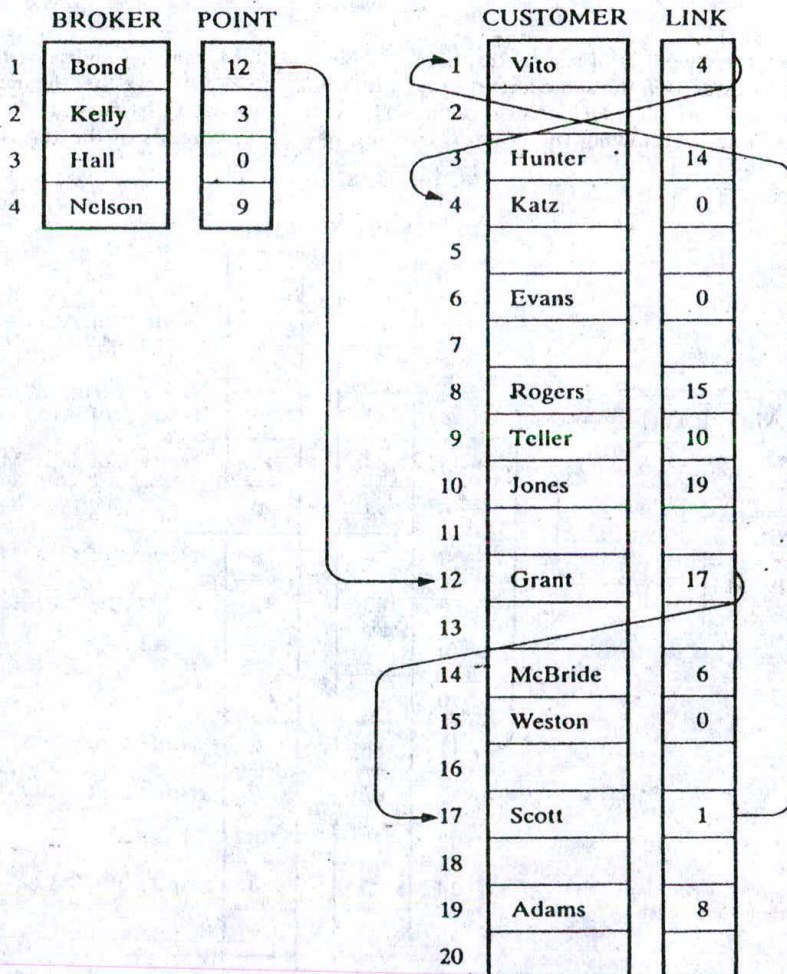 BROKER POINT CUSTOMER LINK
1 Bond 12 1 Vito 4
2 Kelly 3 2
3 Hall 0 3 Hunter 14
4 Nelson 9 4 Katz 0
5
6 Evans 0
7
8 Rogers 15
9 Teller 10
10 Jones 19
11
12 Grant 17
13
14 McBride 6
15 Weston 0
16
17 Scott 1
18
19 Adams 8
20